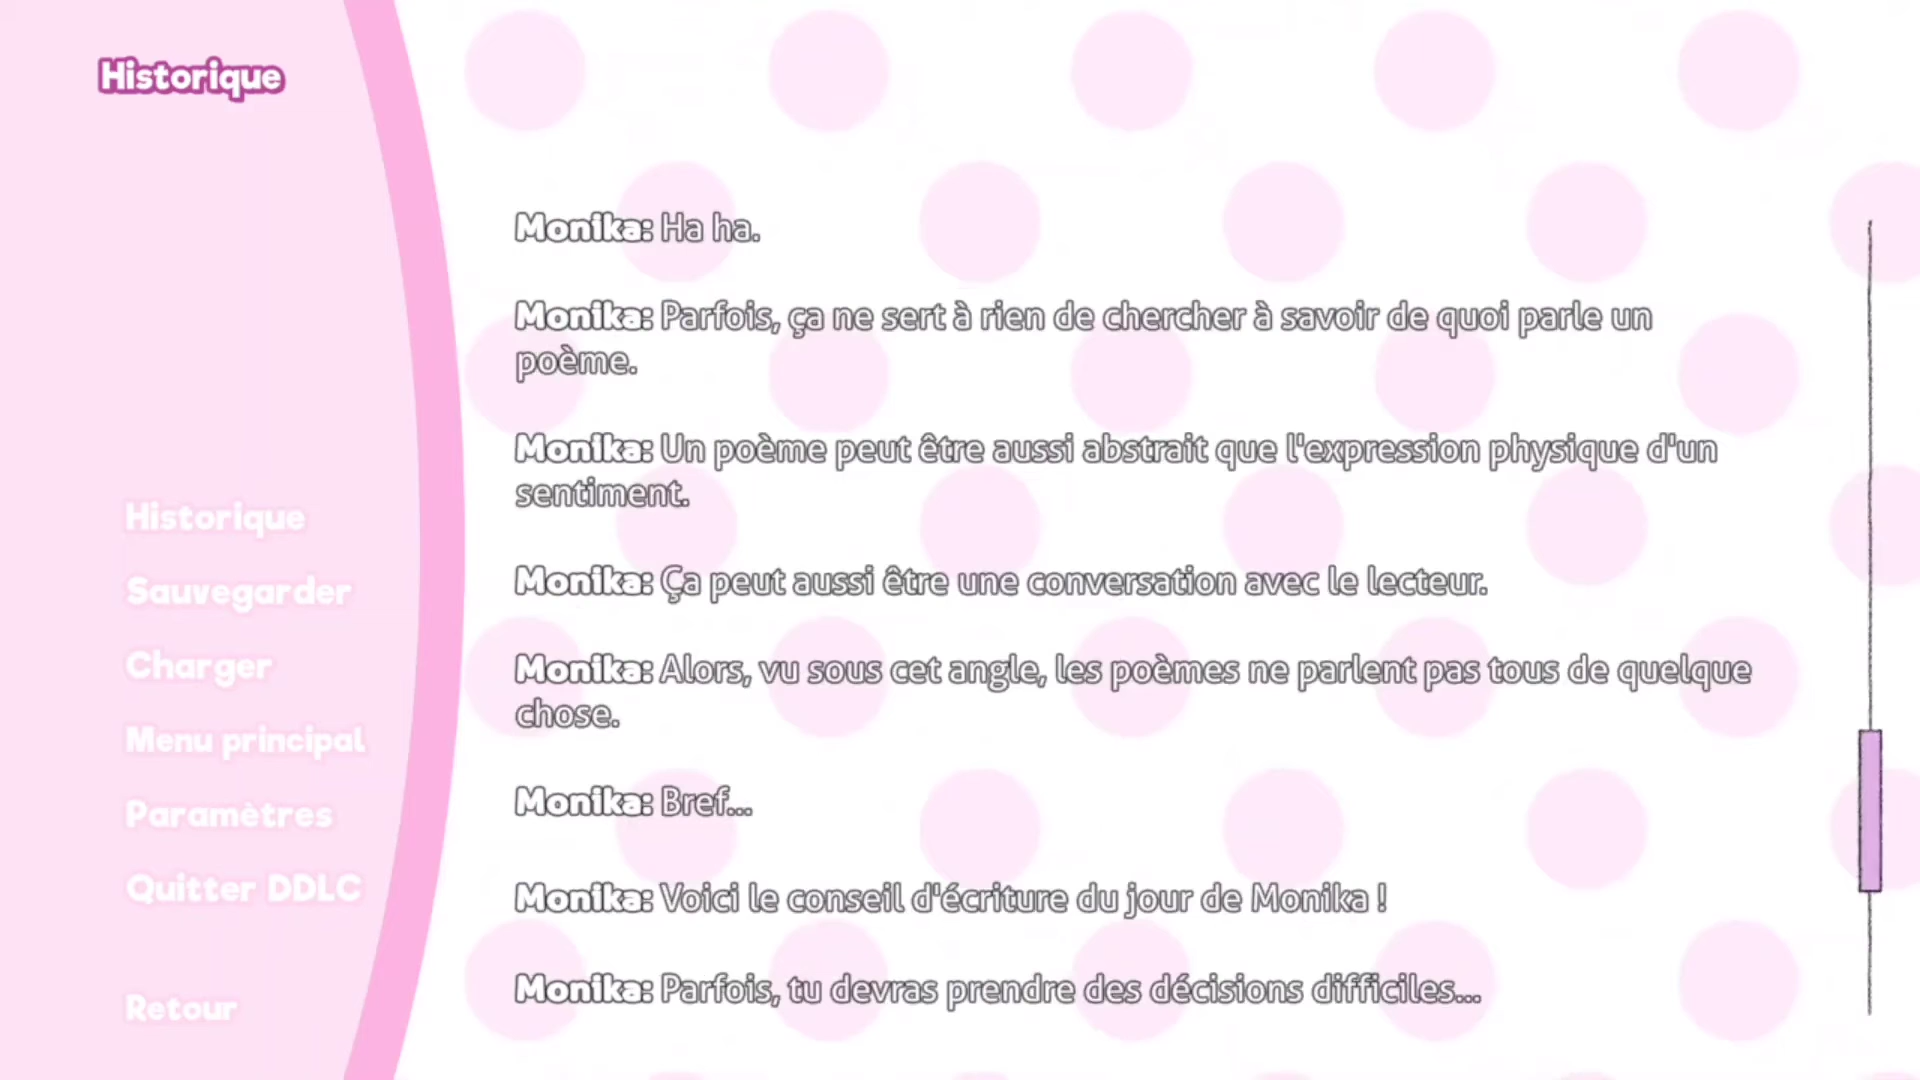 Historique
Monika: Ha ha.
Monika: Parfois, ça ne sert à rien de chercher à savoir de quoi parle un
poème.
Monika: Un poème peut être aussi abstrait que l'expression physique d'un
sentiment.
Monika: Ça peut aussi être une conversation avec le lecteur.
Monika: Alors, vu sous cet angle, les poèmes ne parlent pas tous de quelque
chose.
Monika: Bref...
Monika: Voici le conseil d'écriture du jour de Monika !
Monika: Parfois, tu devras prendre des décisions difficiles...
Historique
Sauvegarder
Charger
Menu principal
Paramètres
Quitter DDLC
Retour